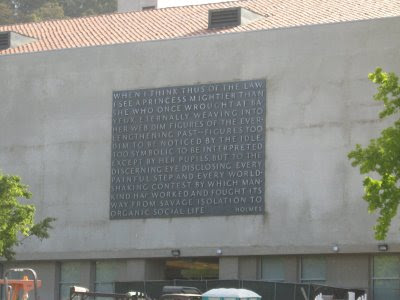 WHEN I THINK THUS OF THE LAW
I SEE A PRINCESS MIGHTIER THAN
SHE WHO ONCE WROUGHT AT BA
YEUX, ETERNALLY WEAVING INTO
HER WEB DIM FIGURES OF THE EVER-
LENGTHENING PAST–FIGURES TOO
DIM TO BE NOTICED BY THE IDLE,
TOO SYMBOLIC TO BE INTERPRETED
EXCEPT BY HER PUPILS, BUT TO THE
DISCERNING EYE DISCLOSING EVERY
PAINFUL STEP AND EVERY WORLD-
SHAKING CONTEST BY WHICH MAN-
KIND HAS WORKED AND FOUGHT ITS
WAY FROM SAVAGE ISOLATION TO
ORGANIC SOCIAL LIFE HOLMES